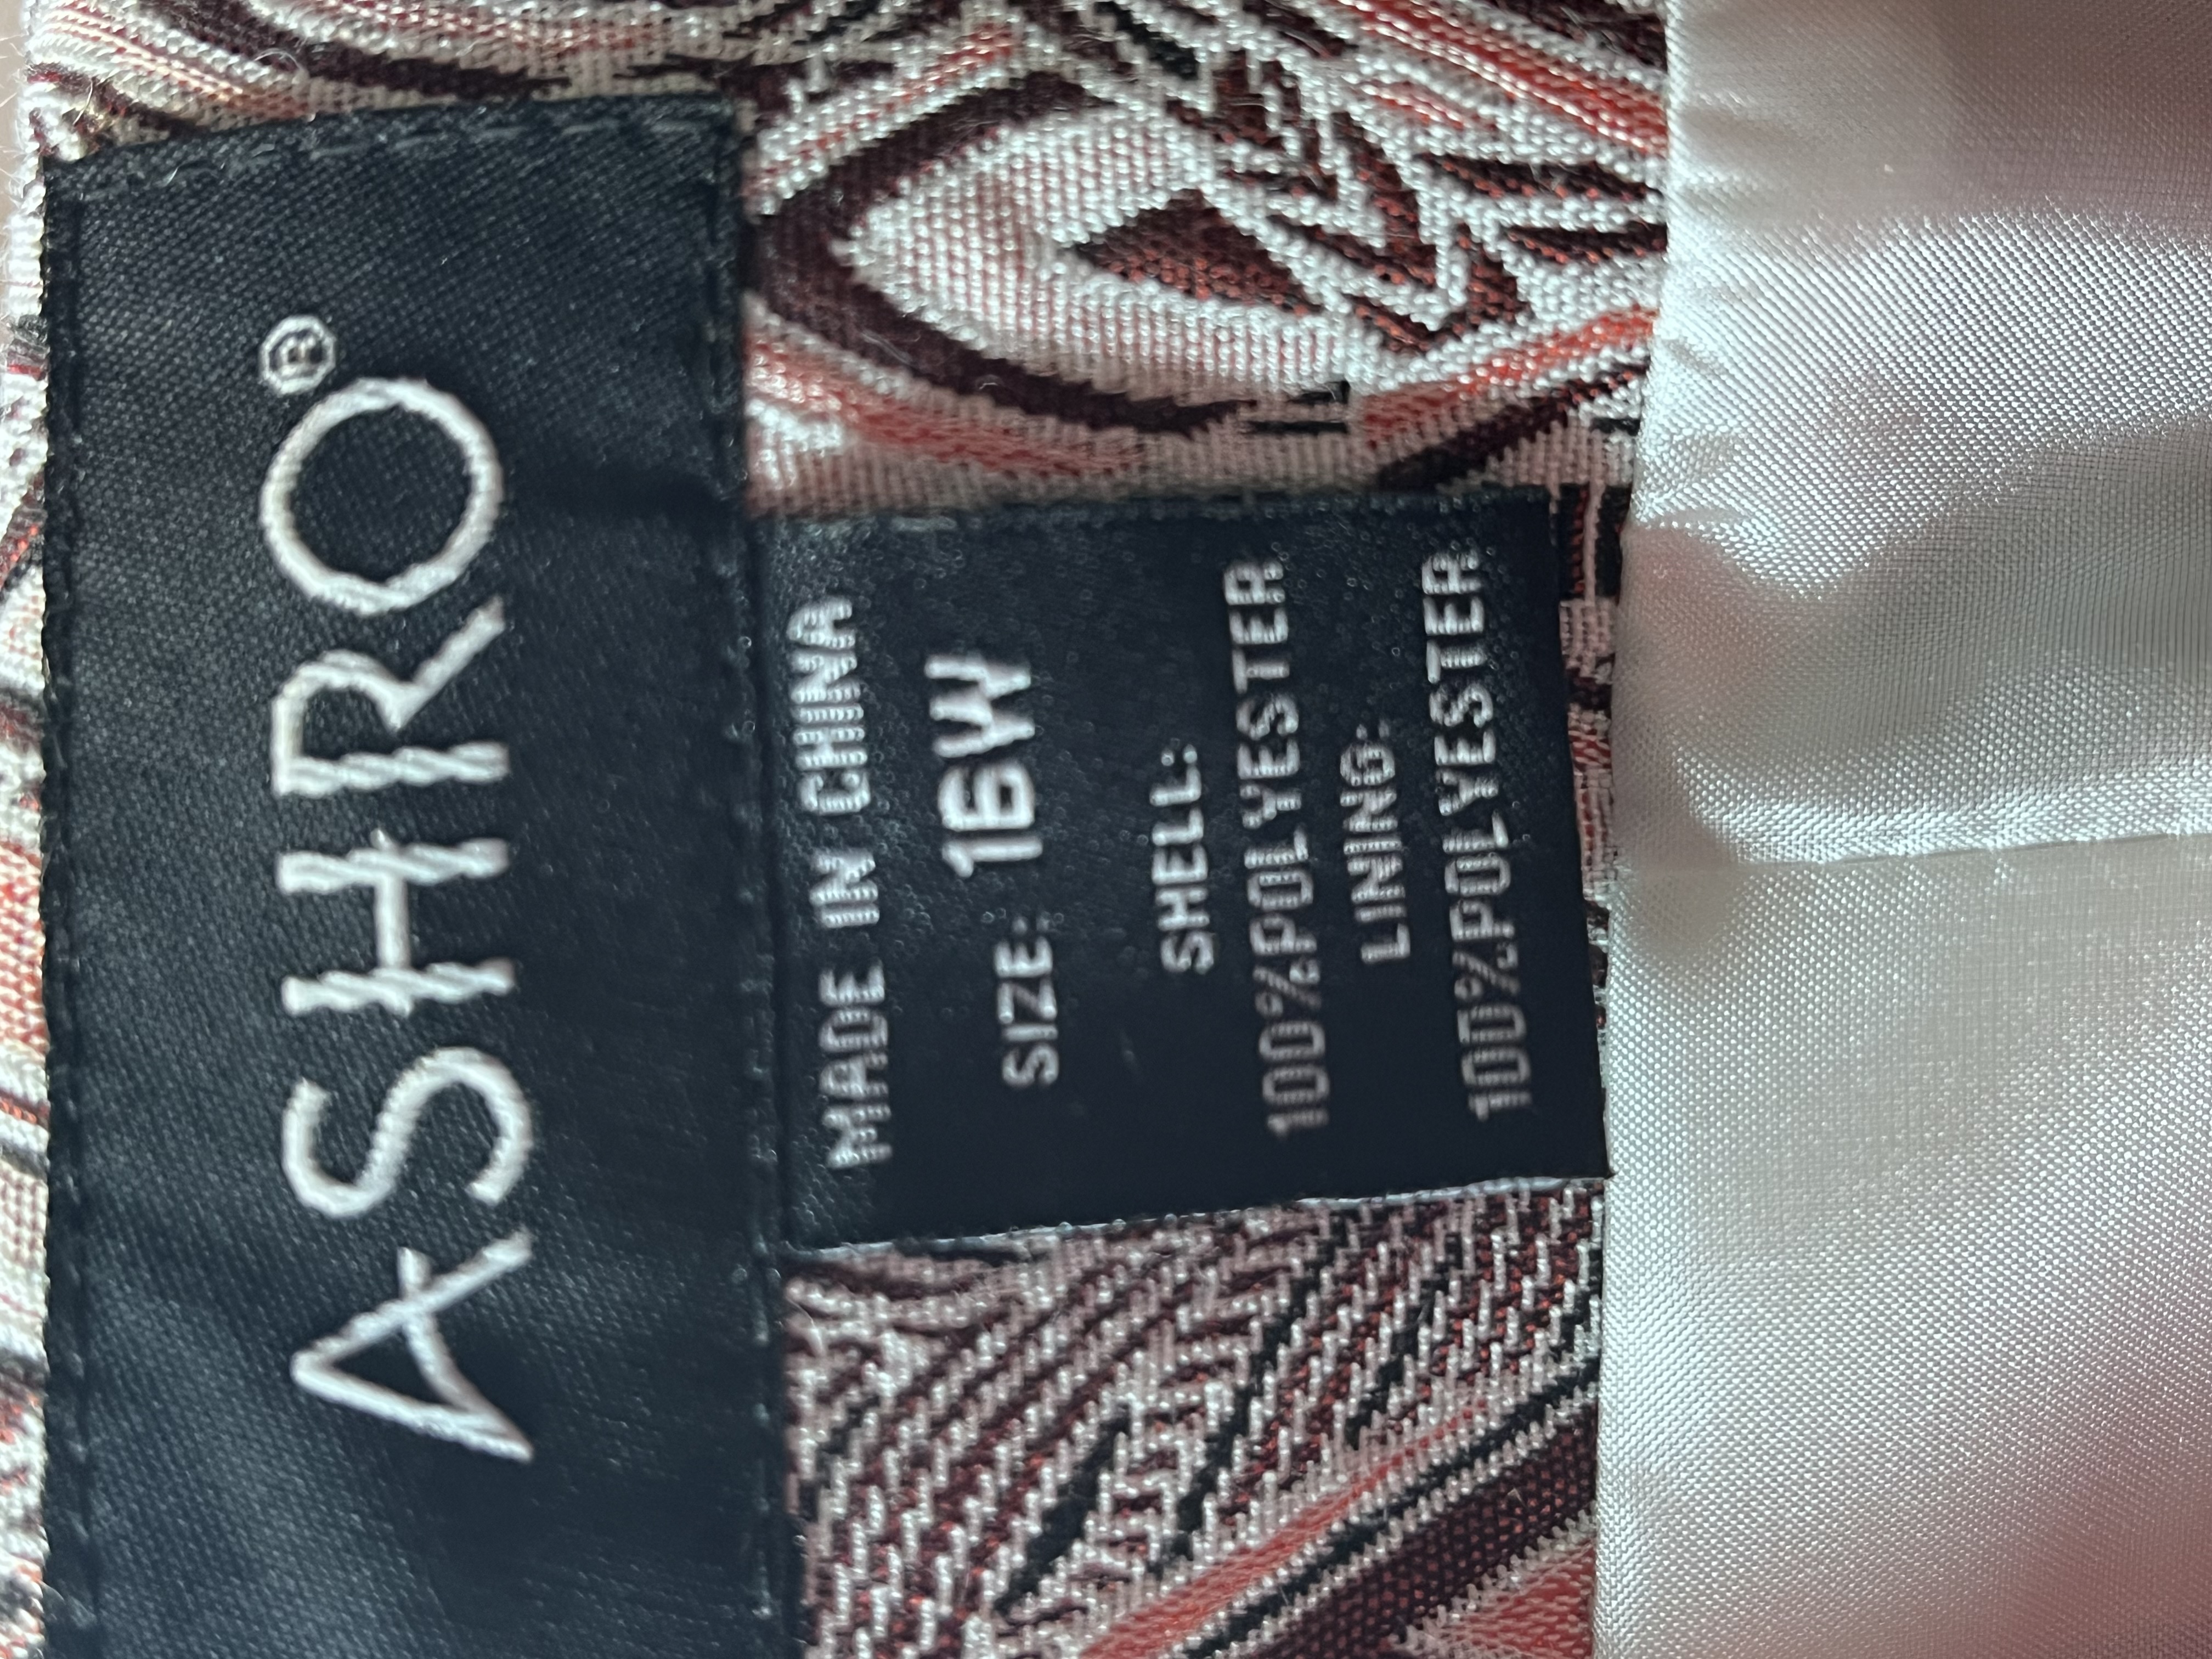 ASHRO®
MADE IN CHINA
SIZE: 16W
SHELL:
100%POLYESTER
LINING:
100%POLYESTER